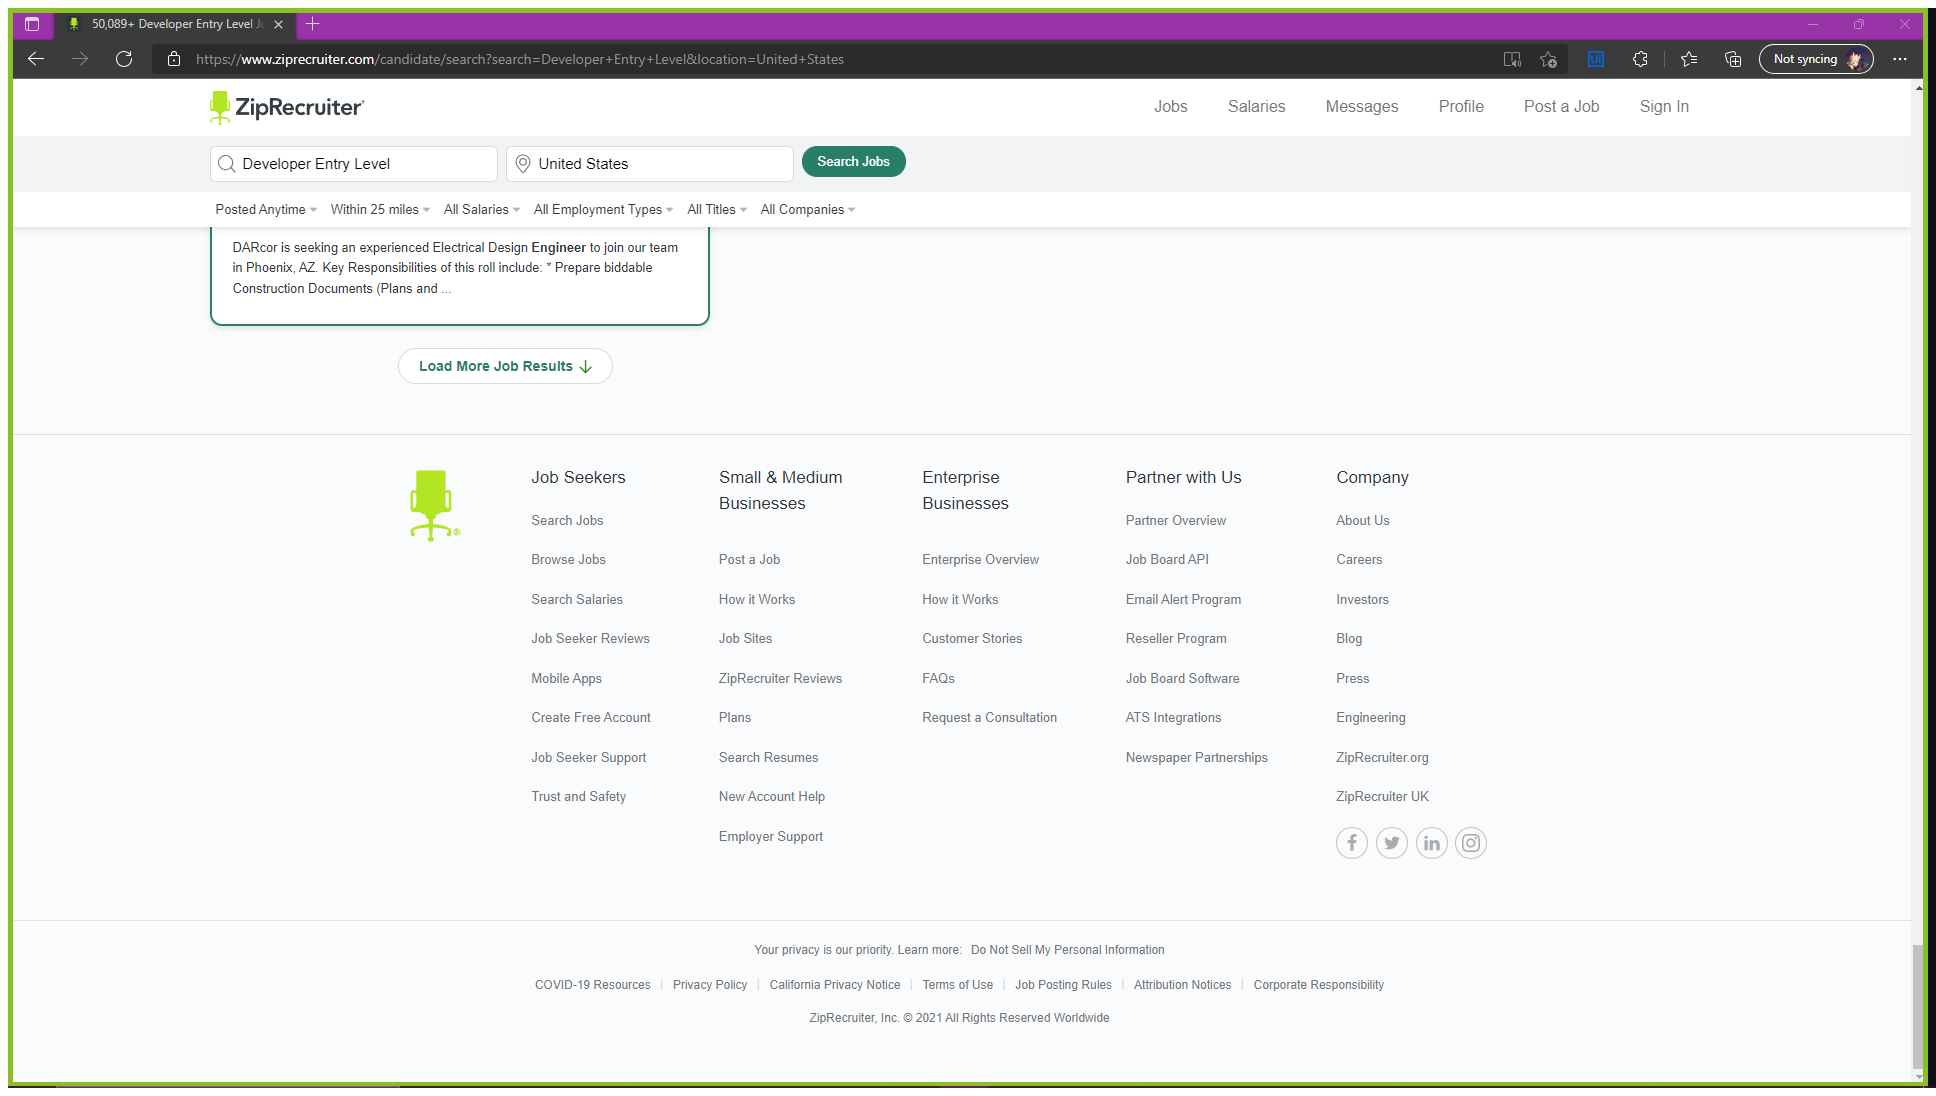 50,089+ Developer Entry Level Jo
https://www.ziprecruiter.com/candidate/search?search=Developer+Entry+Level&location=United+States
Not syncing
ZipRecruiter
Jobs
Salaries
Messages
Profile
Post a Job
Sign In
Developer Entry Level
United States
Search Jobs
Posted Anytime
Within 25 miles
All Salaries
All Employment Types
All Titles
All Companies
DARcor is seeking an experienced Electrical Design Engineer to join our team
in Phoenix, AZ. Key Responsibilities of this roll include: * Prepare biddable
Construction Documents (Plans and ...
Load More Job Results
Job Seekers
Search Jobs
Browse Jobs
Search Salaries
Job Seeker Reviews
Mobile Apps
Create Free Account
Job Seeker Support
Trust and Safety
Small & Medium
Businesses
Post a Job
How it Works
Job Sites
ZipRecruiter Reviews
Plans
Search Resumes
New Account Help
Employer Support
Enterprise
Businesses
Enterprise Overview
How it Works
Customer Stories
FAQs
Request a Consultation
Partner with Us
Partner Overview
Job Board API
Email Alert Program
Reseller Program
Job Board Software
ATS Integrations
Newspaper Partnerships
Company
About Us
Careers
Investors
Blog
Press
Engineering
ZipRecruiter.org
ZipRecruiter UK
Your privacy is our priority. Learn more: Do Not Sell My Personal Information
COVID-19 Resources | Privacy Policy | California Privacy Notice | Terms of Use | Job Posting Rules | Attribution Notices | Corporate Responsibility
ZipRecruiter, Inc. © 2021 All Rights Reserved Worldwide